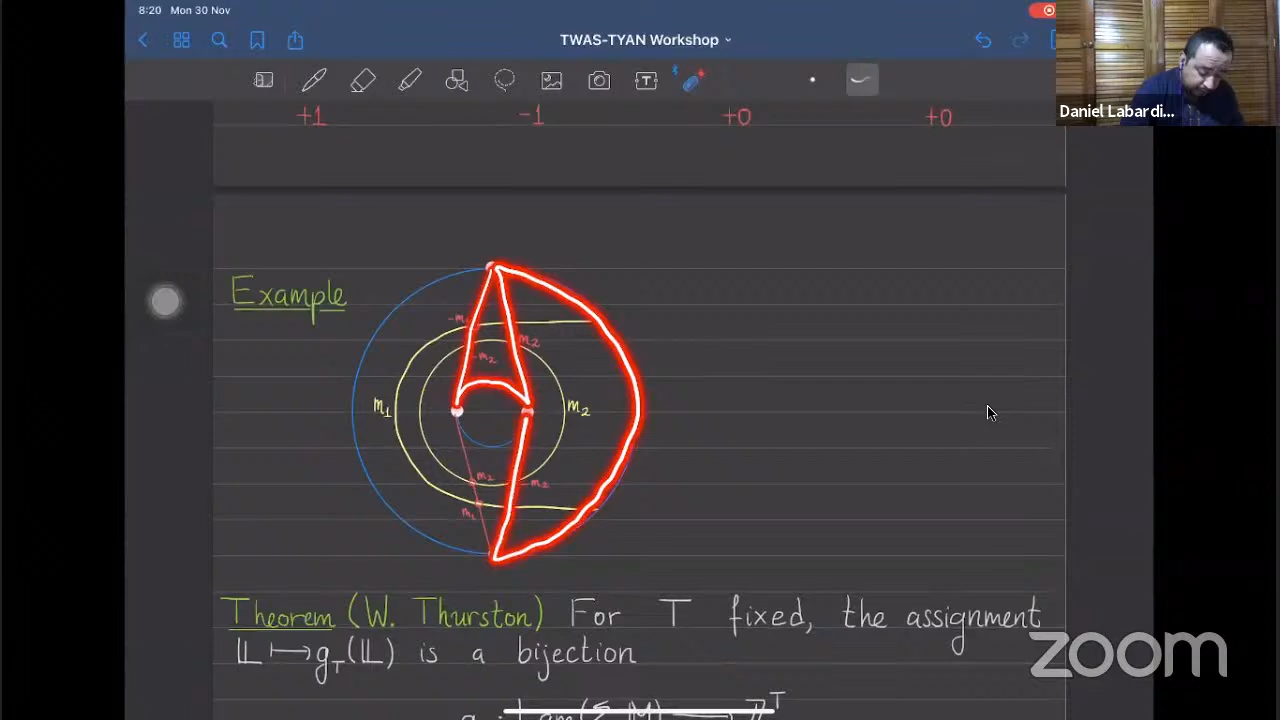 8:20 Mon 30 Nov
TWAS-TYAN Workshop
Daniel Labardi...
+1 -1 +0 +0
Example
-m1
m2
-m2
m1
m2
m2
m2
m1
Theorem (W. Thurston) For T fixed, the assignment
𝕃 ⟼ g_T(𝕃) is a bijection
zoom